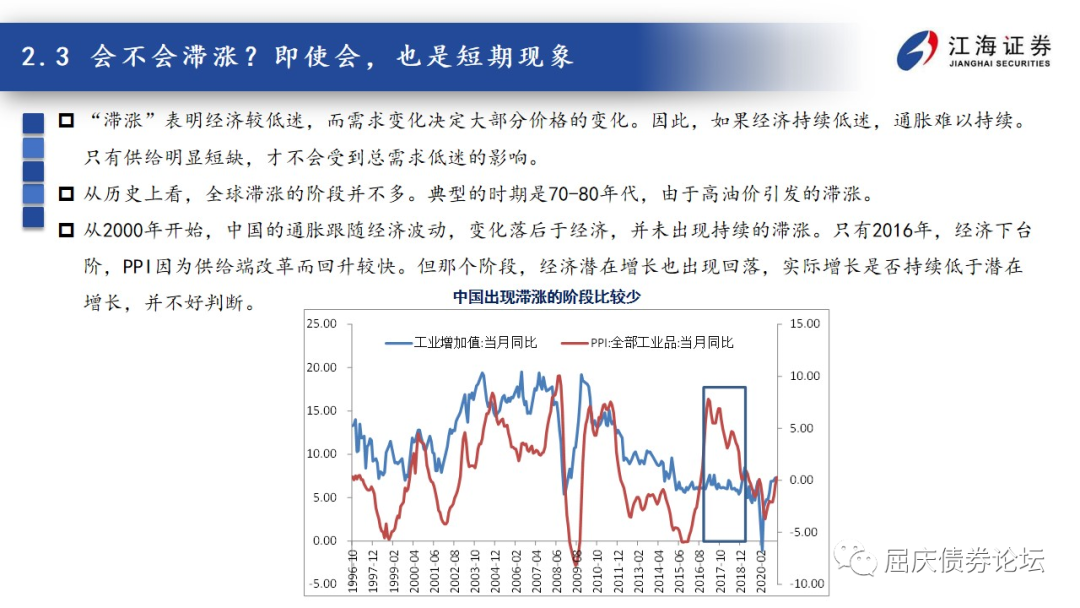 2.3 会不会滞涨？即使会，也是短期现象
江海证券
JIANGHAI SECURITIES
“滞涨”表明经济较低迷，而需求变化决定大部分价格的变化。因此，如果经济持续低迷，通胀难以持续。
只有供给明显短缺，才不会受到总需求低迷的影响。
从历史上看，全球滞涨的阶段并不多。典型的时期是70-80年代，由于高油价引发的滞涨。
从2000年开始，中国的通胀跟随经济波动，变化落后于经济，并未出现持续的滞涨。只有2016年，经济下台
阶，PPI因为供给端改革而回升较快。但那个阶段，经济潜在增长也出现回落，实际增长是否持续低于潜在
增长，并不好判断。
中国出现滞涨的阶段比较少
25.00 15.00
工业增加值:当月同比 PPI:全部工业品:当月同比
20.00 10.00
15.00 5.00
10.00 0.00
5.00 -5.00
0.00
-5.00 -10.00
1996-10 1997-12 1999-02 2000-04 2001-06 2002-08 2003-10 2004-12 2006-02 2007-04 2008-06 2009-08 2010-10 2011-12 2013-02 2014-04 2015-06 2016-08 2017-10 2018-12 2020-02
屈庆债券论坛